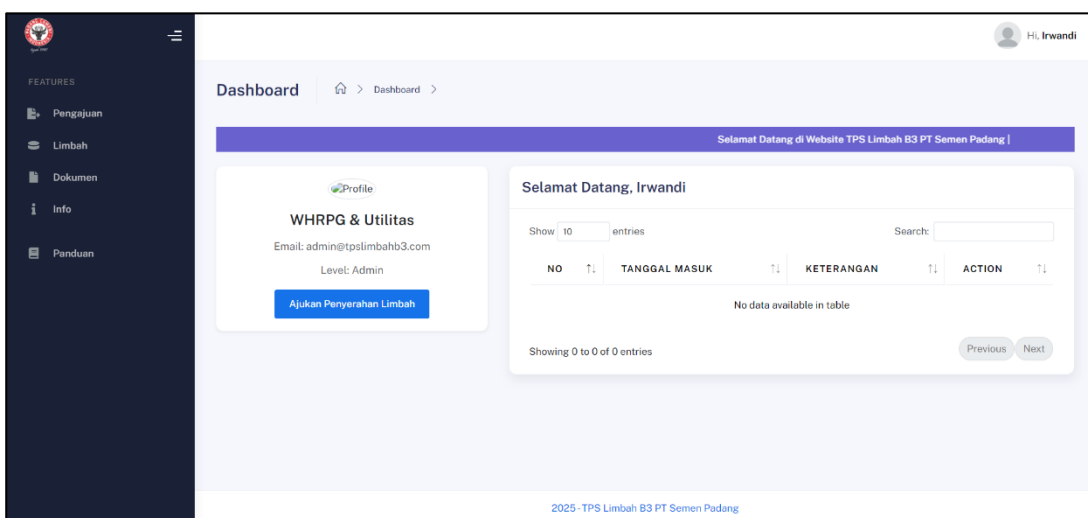 Hi, Irwandi
FEATURES
Pengajuan
Limbah
Dokumen
Info
Panduan
Dashboard
Dashboard
Selamat Datang di Website TPS Limbah B3 PT Semen Padang |
Profile
WHRPG & Utilitas
Email: admin@tpslimbahb3.com
Level: Admin
Ajukan Penyerahan Limbah
Selamat Datang, Irwandi
Show 10 entries
Search:
NO TANGGAL MASUK KETERANGAN ACTION
No data available in table
Showing 0 to 0 of 0 entries
Previous Next
2025 - TPS Limbah B3 PT Semen Padang